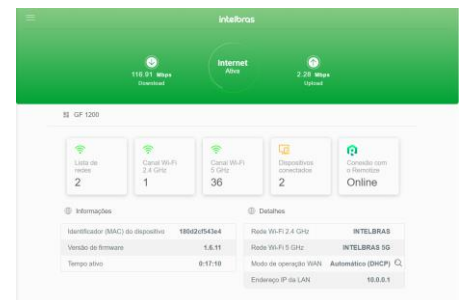 intelbras
Internet
Ativo
116.91 Mbps
Download
2.28 Mbps
Upload
GF 1200
Lista de redes
2
Canal Wi-Fi 2.4 GHz
1
Canal Wi-Fi 5 GHz
36
Dispositivos conectados
2
Conexão com o Remotize
Online
Informações
Identificador (MAC) do dispositivo 180d2cf543e4
Versão de firmware 1.6.11
Tempo ativo 0:17:10
Detalhes
Rede Wi-Fi 2.4 GHz INTELBRAS
Rede Wi-Fi 5 GHz INTELBRAS 5G
Modo de operação WAN Automático (DHCP)
Endereço IP da LAN 10.0.0.1